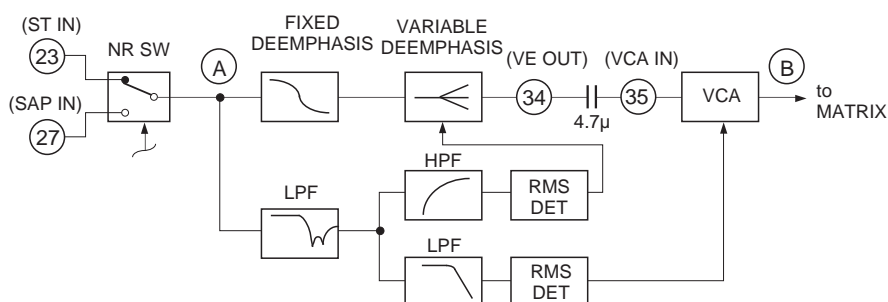 FIXED
DEEMPHASIS
VARIABLE
DEEMPHASIS
(ST IN)
23
NR SW
A
(VE OUT)
34
(VCA IN)
35
4.7μ
VCA
B
to
MATRIX
(SAP IN)
27
LPF
HPF
RMS
DET
LPF
RMS
DET